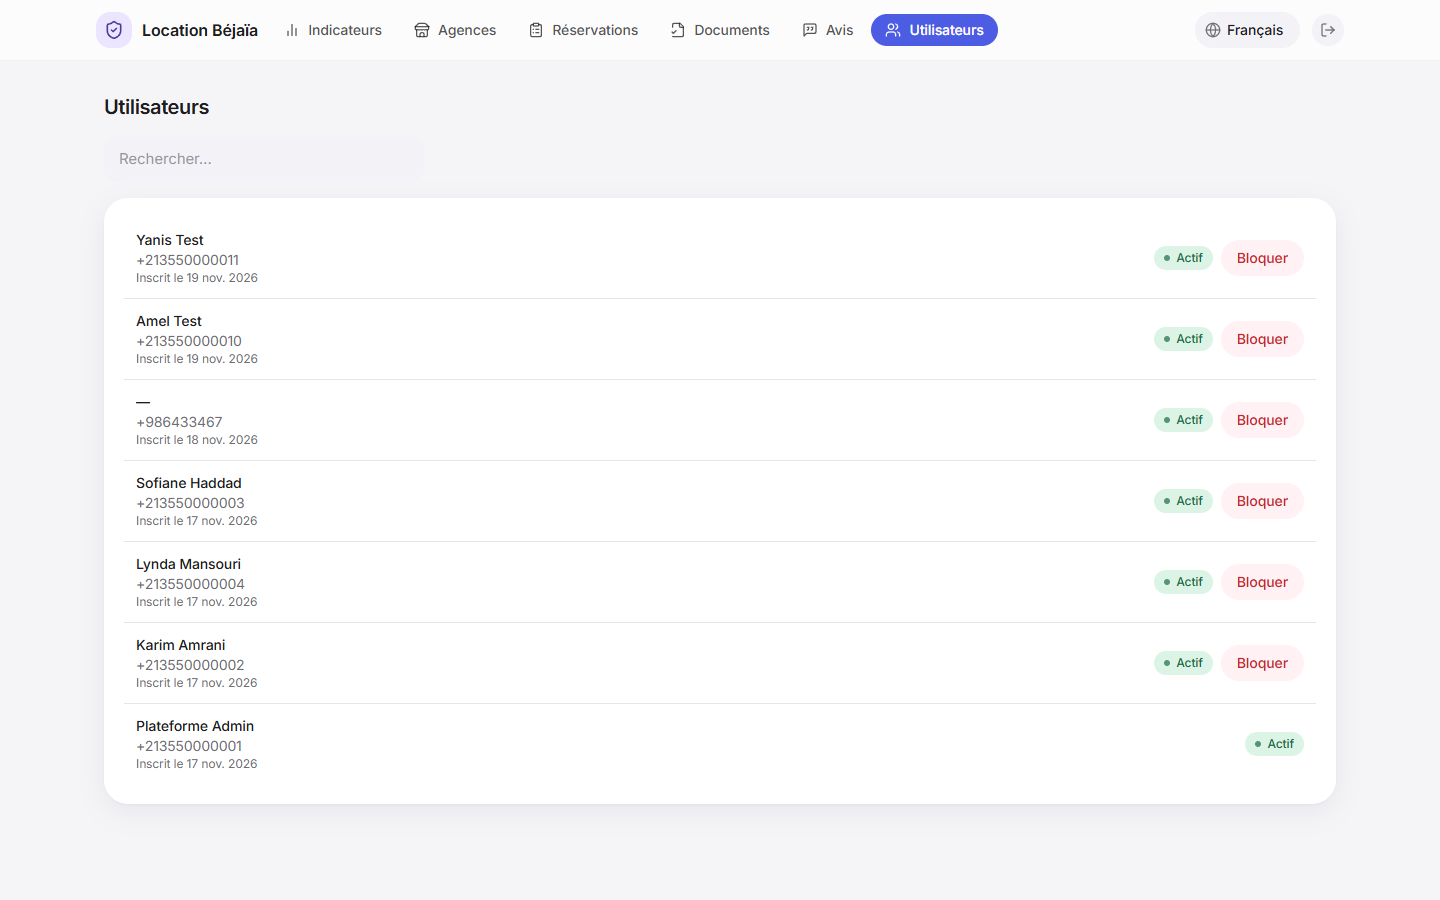 Location Béjaïa
Indicateurs
Agences
Réservations
Documents
Avis
Utilisateurs
Français
Utilisateurs
Rechercher...
Yanis Test
+213550000011
Inscrit le 19 nov. 2026
Actif
Bloquer
Amel Test
+213550000010
Inscrit le 19 nov. 2026
Actif
Bloquer
—
+986433467
Inscrit le 18 nov. 2026
Actif
Bloquer
Sofiane Haddad
+213550000003
Inscrit le 17 nov. 2026
Actif
Bloquer
Lynda Mansouri
+213550000004
Inscrit le 17 nov. 2026
Actif
Bloquer
Karim Amrani
+213550000002
Inscrit le 17 nov. 2026
Actif
Bloquer
Plateforme Admin
+213550000001
Inscrit le 17 nov. 2026
Actif